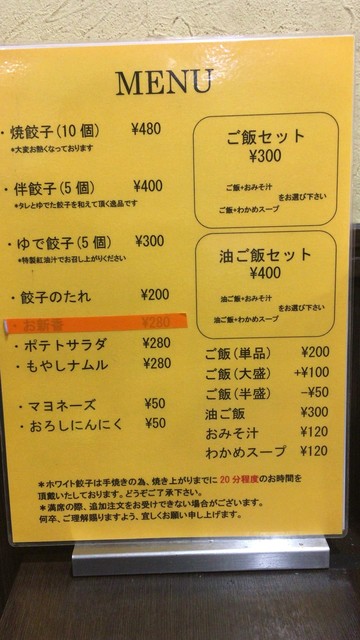 MENU
・焼餃子(10個) ¥480
*大変お熱くなっております
・伴餃子(5個) ¥400
*タレとゆでた餃子を和えて頂く逸品です
・ゆで餃子(5個) ¥300
*特製紅油汁でお召し上がりください
・餃子のたれ ¥200
・お新香 ¥280
・ポテトサラダ ¥280
・もやしナムル ¥280
・マヨネーズ ¥50
・おろしにんにく ¥50
ご飯セット
¥300
ご飯+おみそ汁
をお選び下さい
ご飯+わかめスープ
油ご飯セット
¥400
油ご飯+おみそ汁
をお選び下さい
油ご飯+わかめスープ
ご飯(単品) ¥200
ご飯(大盛) +¥100
ご飯(半盛) -¥50
油ご飯 ¥300
おみそ汁 ¥120
わかめスープ ¥120
*ホワイト餃子は手焼きの為、焼き上がりまでに20分程度のお時間を
頂戴いたしております。どうぞご了承下さい。
*満席の際、追加注文をお受けできない場合がございます。
何卒、ご理解賜りますよう、宜しくお願い申し上げます。